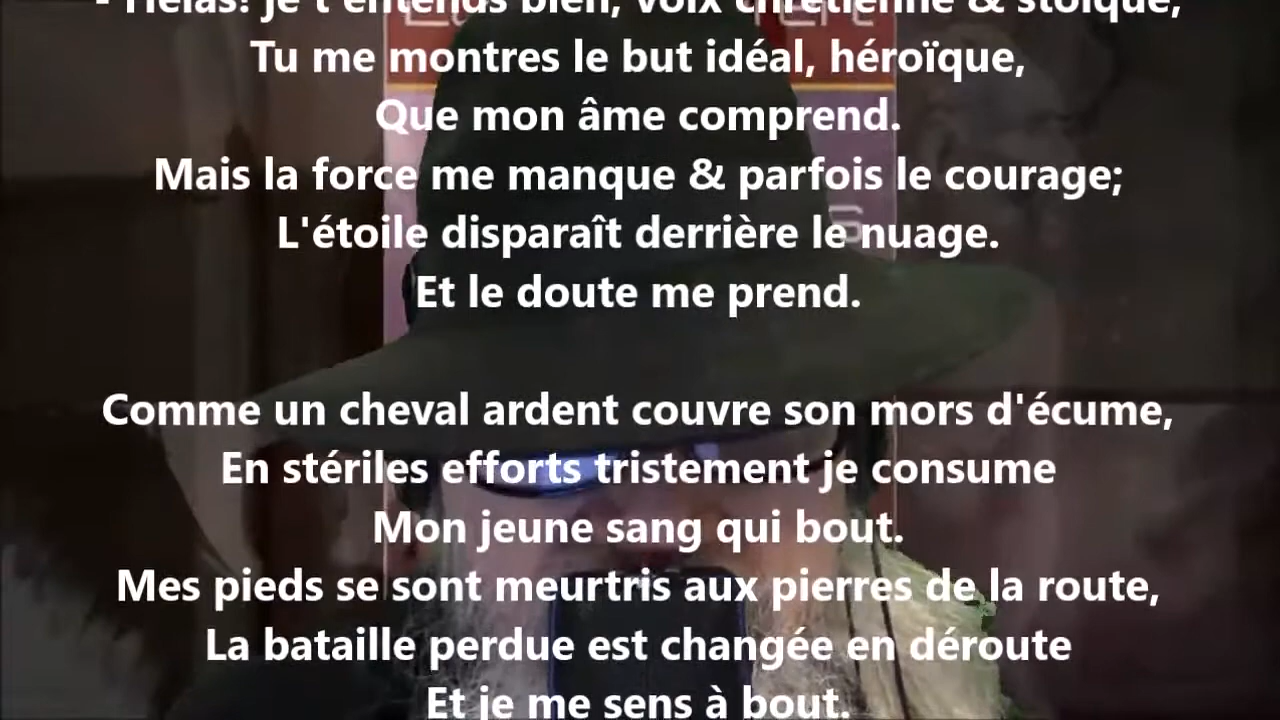 - Hélas! je t'entends bien, voix chrétienne & stoïque,
Tu me montres le but idéal, héroïque,
Que mon âme comprend.
Mais la force me manque & parfois le courage;
L'étoile disparaît derrière le nuage.
Et le doute me prend.
Comme un cheval ardent couvre son mors d'écume,
En stériles efforts tristement je consume
Mon jeune sang qui bout.
Mes pieds se sont meurtris aux pierres de la route,
La bataille perdue est changée en déroute
Et je me sens à bout.